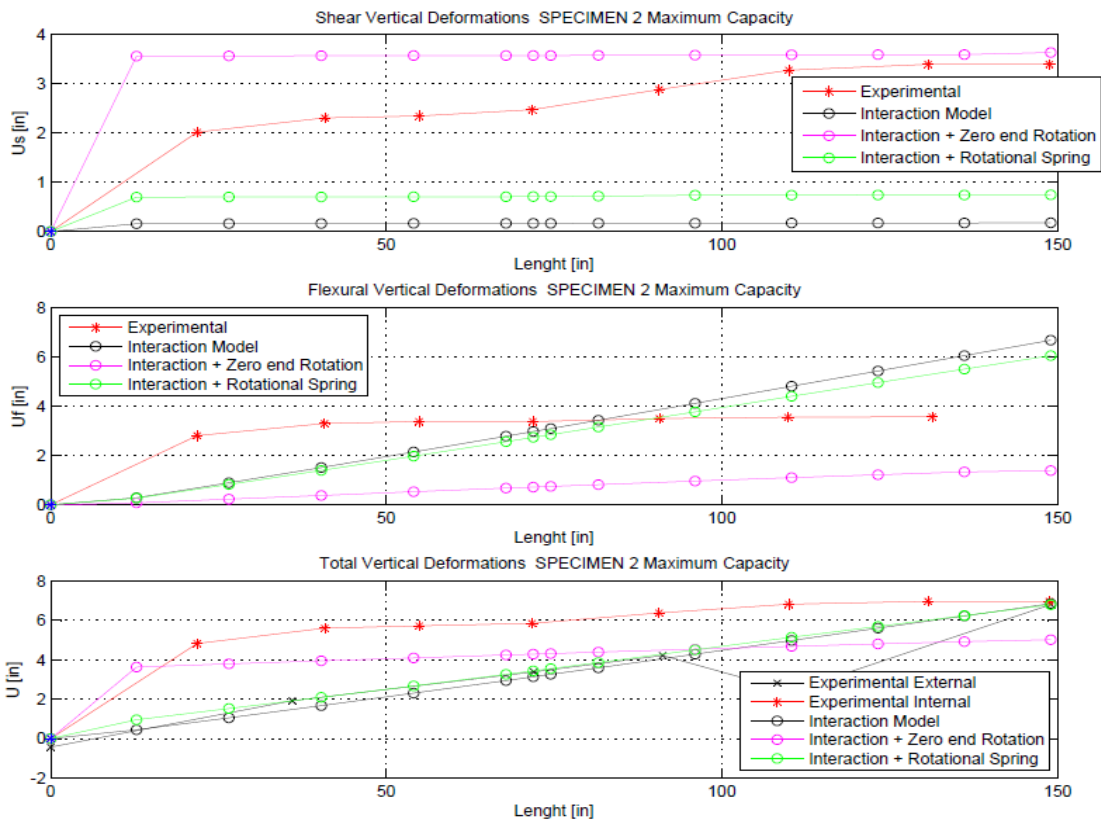 Shear Vertical Deformations SPECIMEN 2 Maximum Capacity
4
3
2
1
0
Us [in]
Experimental
Interaction Model
Interaction + Zero end Rotation
Interaction + Rotational Spring
0 50 100 150
Lenght [in]
Flexural Vertical Deformations SPECIMEN 2 Maximum Capacity
8
6
4
2
0
Uf [in]
Experimental
Interaction Model
Interaction + Zero end Rotation
Interaction + Rotational Spring
0 50 100 150
Lenght [in]
Total Vertical Deformations SPECIMEN 2 Maximum Capacity
8
6
4
2
0
-2
U [in]
Experimental External
Experimental Internal
Interaction Model
Interaction + Zero end Rotation
Interaction + Rotational Spring
0 50 100 150
Lenght [in]